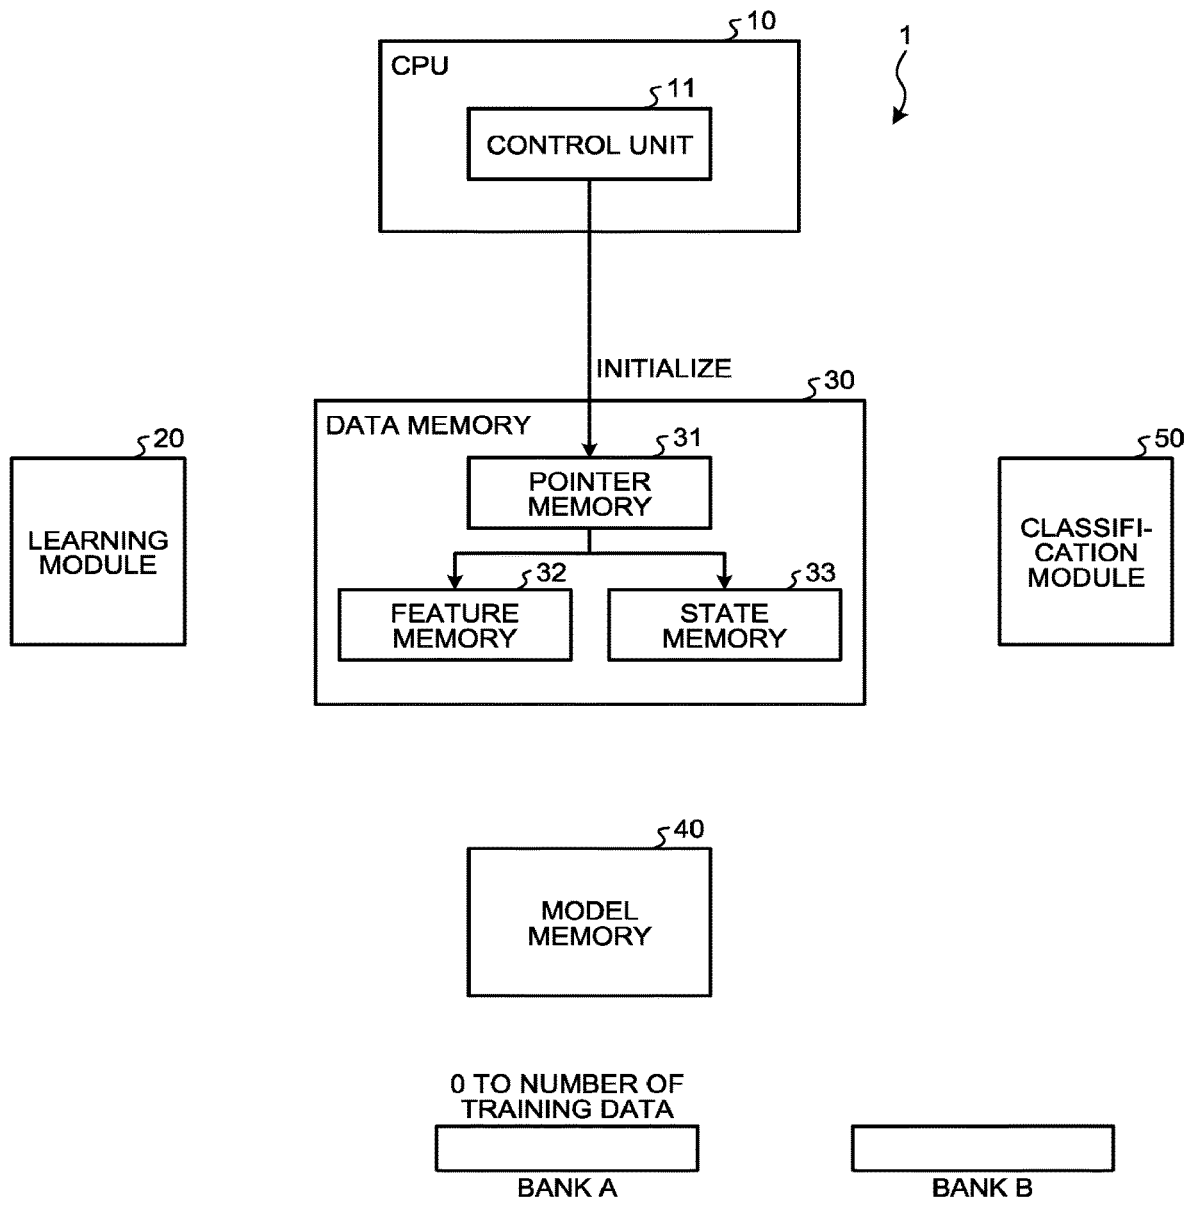 10
1
CPU
11
CONTROL UNIT
INITIALIZE
30
DATA MEMORY
20
31
50
POINTER
MEMORY
LEARNING
MODULE
CLASSIFI-
CATION
MODULE
32
33
FEATURE
MEMORY
STATE
MEMORY
40
MODEL
MEMORY
0 TO NUMBER OF
TRAINING DATA
BANK A
BANK B